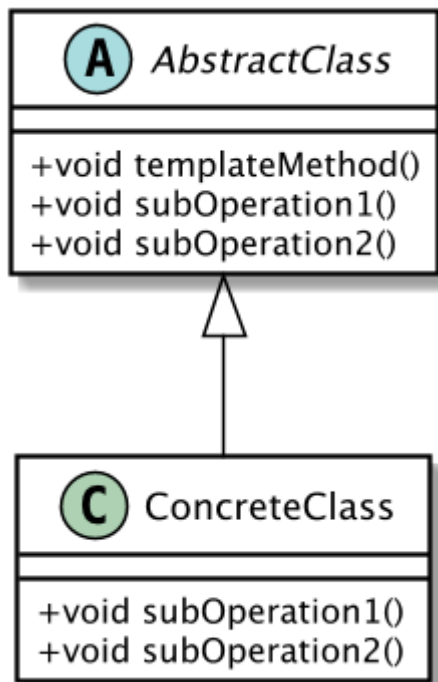 A AbstractClass
+void templateMethod()
+void subOperation1()
+void subOperation2()
C ConcreteClass
+void subOperation1()
+void subOperation2()